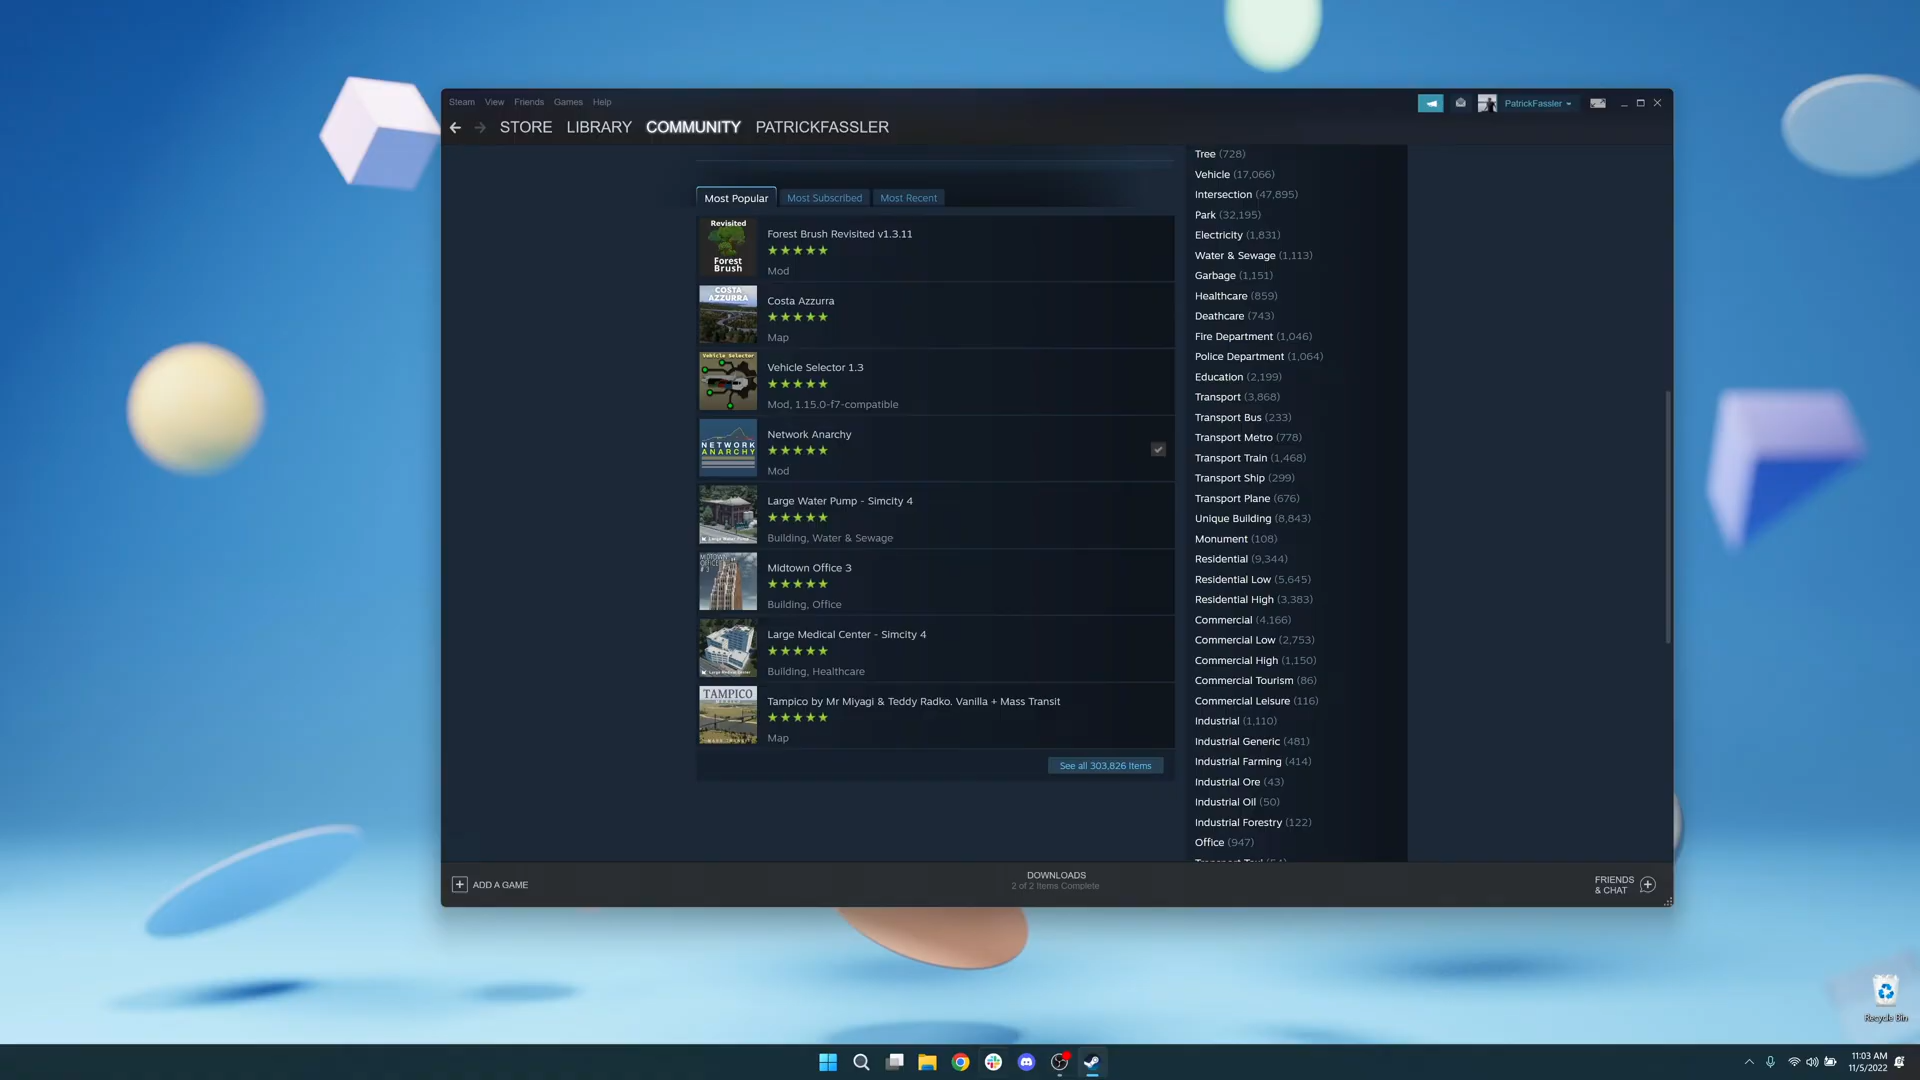 Steam View Friends Games Help
PatrickFassler
STORE LIBRARY COMMUNITY PATRICKFASSLER
Most Popular Most Subscribed Most Recent
Revisited
Forest
Brush
Forest Brush Revisited v1.3.11
Mod
COSTA
AZZURRA
Costa Azzurra
Map
Vehicle Selector
Vehicle Selector 1.3
Mod, 1.15.0-f7-compatible
NETWORK
ANARCHY
Network Anarchy
Mod
Large Water Pump - Simcity 4
Building, Water & Sewage
MIDTOWN
OFFICE
# 3
Midtown Office 3
Building, Office
Large Medical Center
Large Medical Center - Simcity 4
Building, Healthcare
TAMPICO
Tampico by Mr Miyagi & Teddy Radko. Vanilla + Mass Transit
Map
See all 303,826 Items
Tree (728)
Vehicle (17,066)
Intersection (47,895)
Park (32,195)
Electricity (1,831)
Water & Sewage (1,113)
Garbage (1,151)
Healthcare (859)
Deathcare (743)
Fire Department (1,046)
Police Department (1,064)
Education (2,199)
Transport (3,868)
Transport Bus (233)
Transport Metro (778)
Transport Train (1,468)
Transport Ship (299)
Transport Plane (676)
Unique Building (8,843)
Monument (108)
Residential (9,344)
Residential Low (5,645)
Residential High (3,383)
Commercial (4,166)
Commercial Low (2,753)
Commercial High (1,150)
Commercial Tourism (86)
Commercial Leisure (116)
Industrial (1,110)
Industrial Generic (481)
Industrial Farming (414)
Industrial Ore (43)
Industrial Oil (50)
Industrial Forestry (122)
Office (947)
ADD A GAME
DOWNLOADS
2 of 2 Items Complete
FRIENDS
& CHAT
Recycle Bin
11:03 AM
11/5/2022